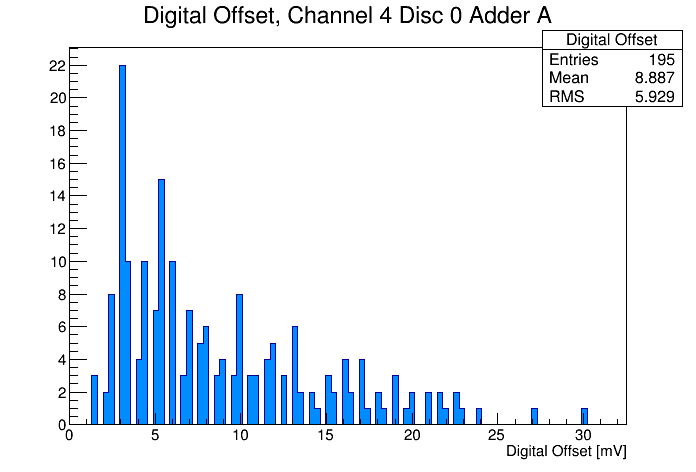 Digital Offset, Channel 4 Disc 0 Adder A
Digital Offset
Entries 195
Mean 8.887
RMS 5.929
22
20
18
16
14
12
10
8
6
4
2
0
0 5 10 15 20 25 30
Digital Offset [mV]